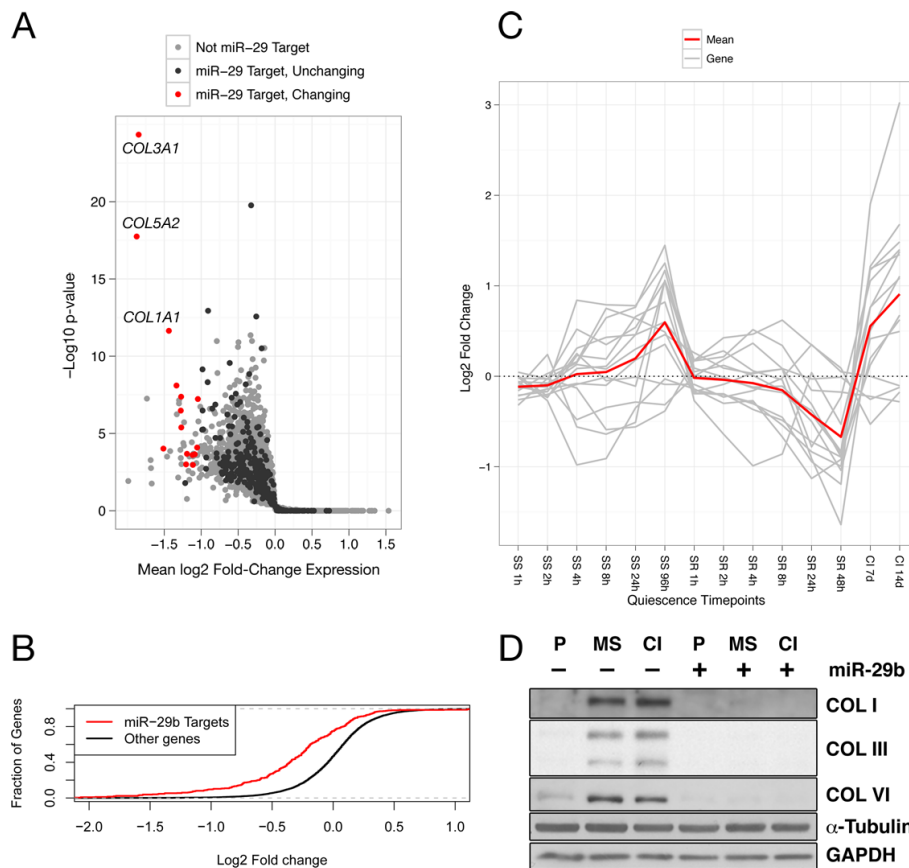 A
Not miR−29 Target
miR−29 Target, Unchanging
miR−29 Target, Changing
COL3A1
COL5A2
COL1A1
20
15
10
5
0
−Log10 p-value
−1.5 −1.0 −0.5 0.0 0.5 1.0 1.5
Mean log2 Fold-Change Expression
C
Mean
Gene
3
2
1
0
−1
Log2 Fold Change
SS 1h
SS 2h
SS 4h
SS 8h
SS 24h
SS 96h
SR 1h
SR 2h
SR 4h
SR 8h
SR 24h
SR 48h
CI 7d
CI 14d
Quiescence Timepoints
B
miR−29b Targets
Other genes
Fraction of Genes
0.0 0.4 0.8
−2.0 −1.5 −1.0 −0.5 0.0 0.5 1.0
Log2 Fold change
D
P MS CI P MS CI
− − − + + + miR-29b
COL I
COL III
COL VI
α-Tubulin
GAPDH